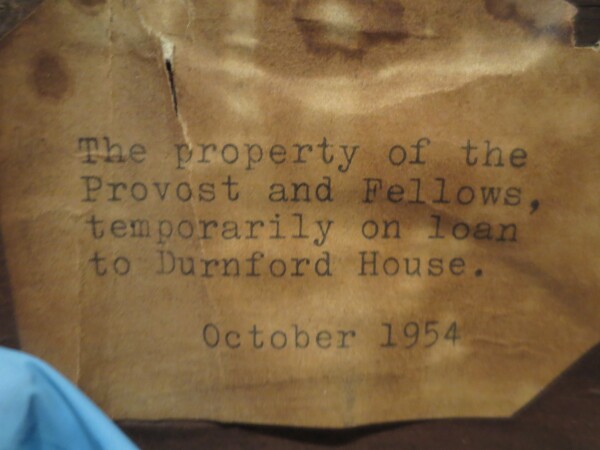 The property of the
Provost and Fellows,
temporarily on loan
to Durnford House.
October 1954